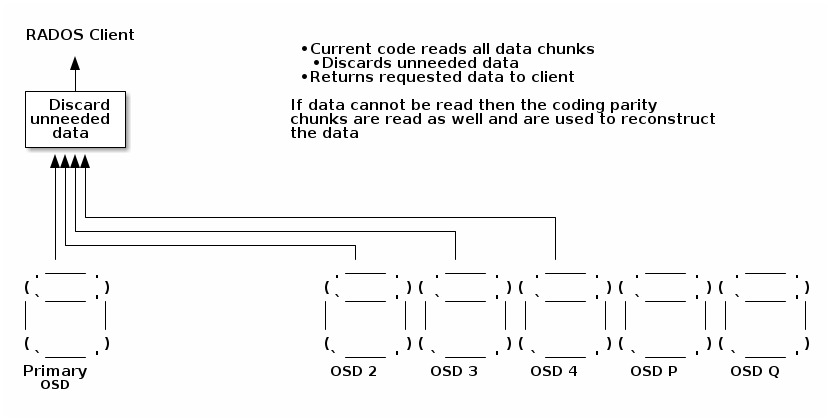 RADOS Client
•Current code reads all data chunks
•Discards unneeded data
•Returns requested data to client
Discard
unneeded
data
If data cannot be read then the coding parity
chunks are read as well and are used to reconstruct
the data
Primary
OSD
OSD 2
OSD 3
OSD 4
OSD P
OSD Q